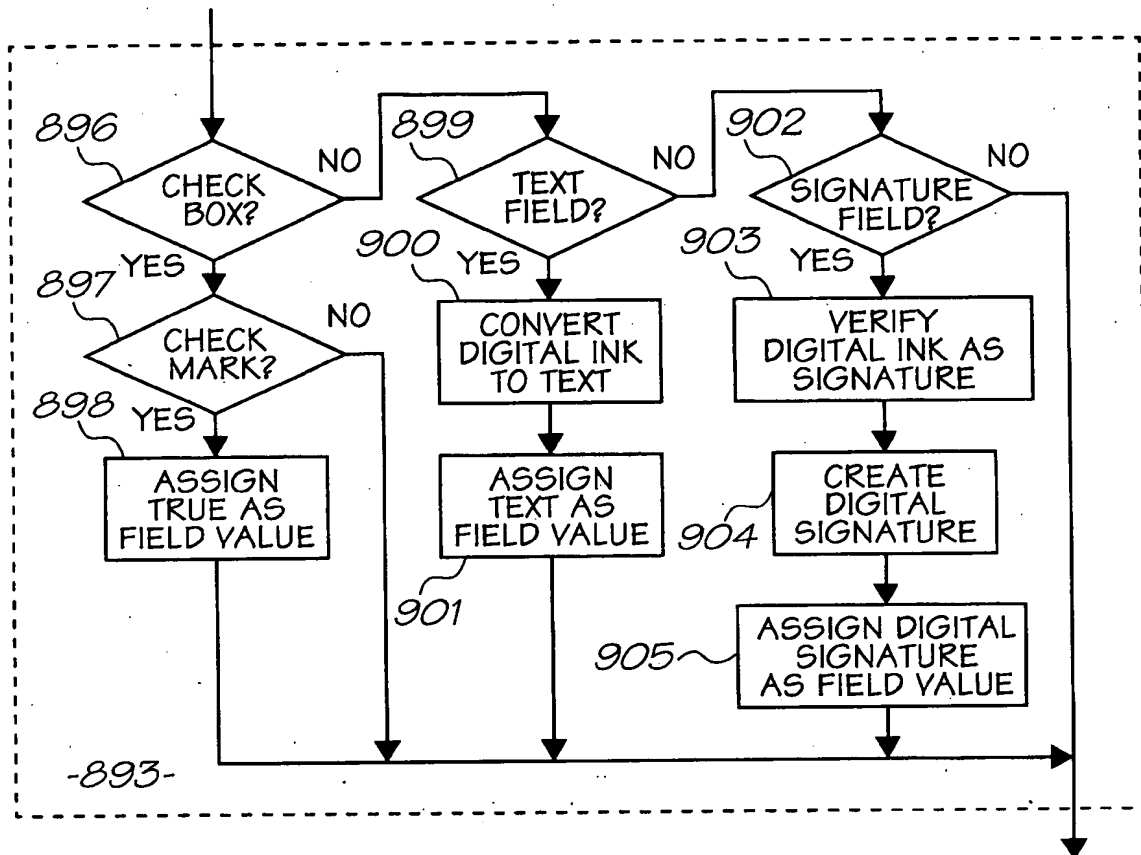 896
CHECK
BOX?
NO
YES
897
CHECK
MARK?
NO
YES
898
ASSIGN
TRUE AS
FIELD VALUE
899
TEXT
FIELD?
NO
YES
900
CONVERT
DIGITAL INK
TO TEXT
ASSIGN
TEXT AS
FIELD VALUE
901
902
SIGNATURE
FIELD?
NO
YES
903
VERIFY
DIGITAL INK AS
SIGNATURE
CREATE
DIGITAL
SIGNATURE
904
ASSIGN DIGITAL
SIGNATURE
AS FIELD VALUE
905
-893-